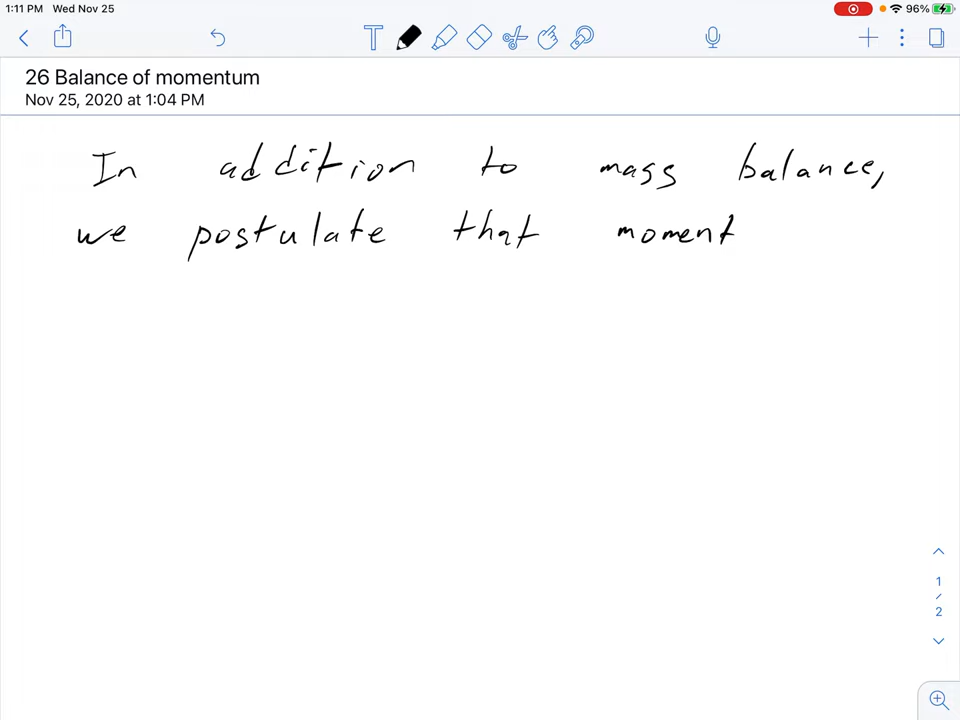 1:11 PM Wed Nov 25
96%
26 Balance of momentum
Nov 25, 2020 at 1:04 PM
In addition to mass balance,
we postulate that moment
1
/
2